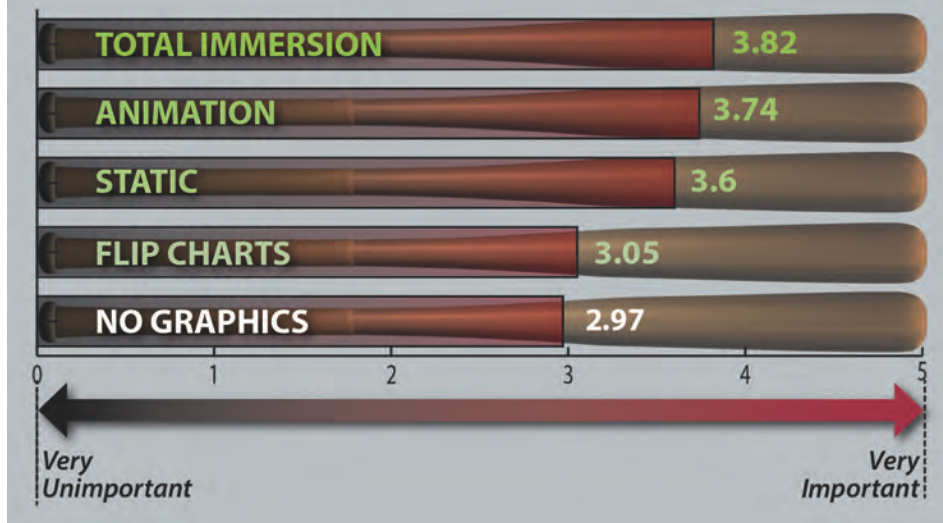 TOTAL IMMERSION 3.82
ANIMATION 3.74
STATIC 3.6
FLIP CHARTS 3.05
NO GRAPHICS 2.97
0 1 2 3 4 5
Very Unimportant
Very Important